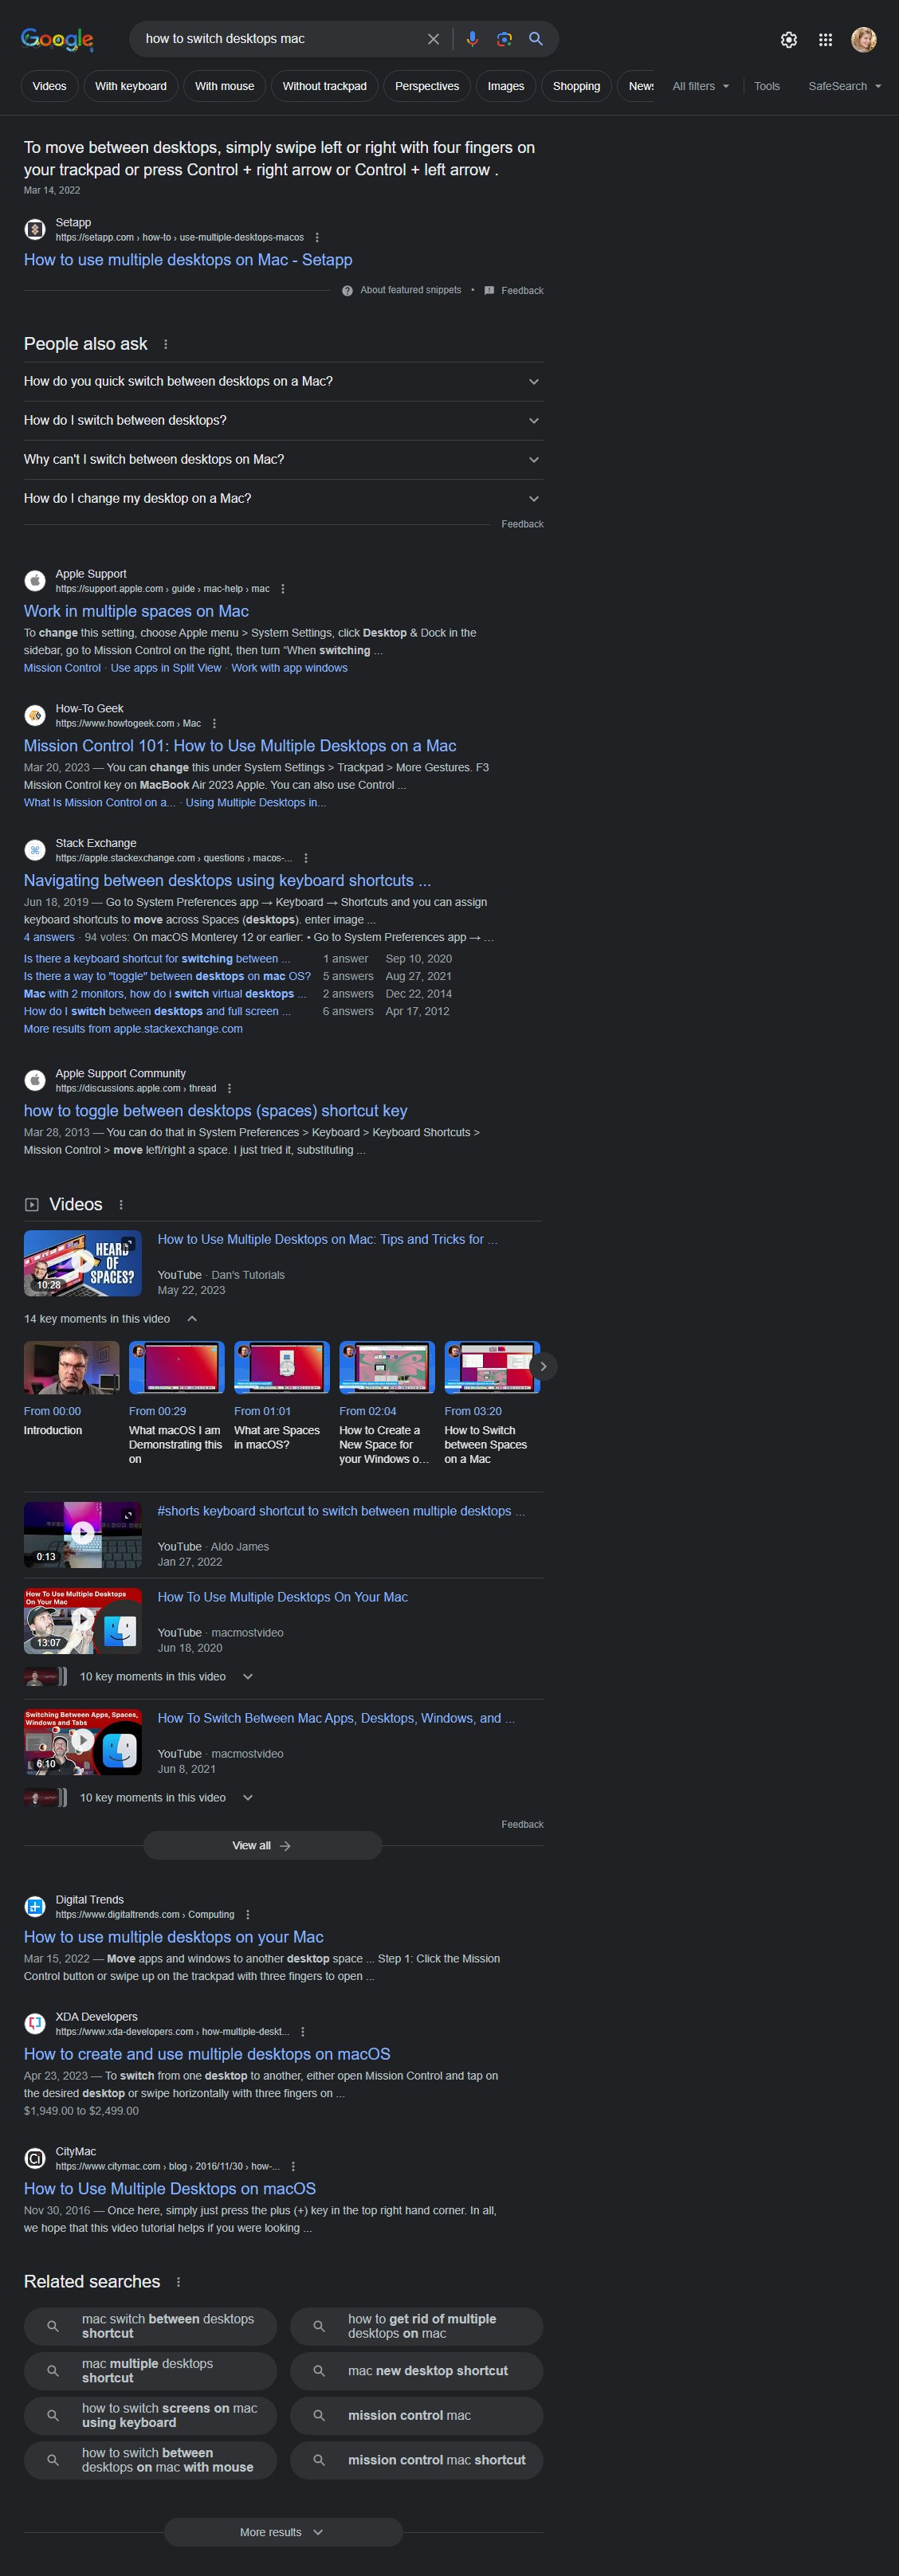 Google
how to switch desktops mac
Videos
With keyboard
With mouse
Without trackpad
Perspectives
Images
Shopping
News
All filters
Tools
SafeSearch
To move between desktops, simply swipe left or right with four fingers on
your trackpad or press Control + right arrow or Control + left arrow .
Mar 14, 2022
Setapp
https://setapp.com › how-to › use-multiple-desktops-macos
How to use multiple desktops on Mac - Setapp
About featured snippets • Feedback
People also ask
How do you quick switch between desktops on a Mac?
How do I switch between desktops?
Why can't I switch between desktops on Mac?
How do I change my desktop on a Mac?
Feedback
Apple Support
https://support.apple.com › guide › mac-help › mac
Work in multiple spaces on Mac
To change this setting, choose Apple menu > System Settings, click Desktop & Dock in the
sidebar, go to Mission Control on the right, then turn “When switching ...
Mission Control · Use apps in Split View · Work with app windows
How-To Geek
https://www.howtogeek.com › Mac
Mission Control 101: How to Use Multiple Desktops on a Mac
Mar 20, 2023 — You can change this under System Settings > Trackpad > More Gestures. F3
Mission Control key on MacBook Air 2023 Apple. You can also use Control ...
What Is Mission Control on a... · Using Multiple Desktops in...
Stack Exchange
https://apple.stackexchange.com › questions › macos-...
Navigating between desktops using keyboard shortcuts ...
Jun 18, 2019 — Go to System Preferences app → Keyboard → Shortcuts and you can assign
keyboard shortcuts to move across Spaces (desktops). enter image ...
4 answers · 94 votes: On macOS Monterey 12 or earlier: • Go to System Preferences app → ...
Is there a keyboard shortcut for switching between ... 1 answer Sep 10, 2020
Is there a way to "toggle" between desktops on mac OS? 5 answers Aug 27, 2021
Mac with 2 monitors, how do i switch virtual desktops ... 2 answers Dec 22, 2014
How do I switch between desktops and full screen ... 6 answers Apr 17, 2012
More results from apple.stackexchange.com
Apple Support Community
https://discussions.apple.com › thread
how to toggle between desktops (spaces) shortcut key
Mar 28, 2013 — You can do that in System Preferences > Keyboard > Keyboard Shortcuts >
Mission Control > move left/right a space. I just tried it, substituting ...
Videos
HEARD
OF
SPACES?
10:28
How to Use Multiple Desktops on Mac: Tips and Tricks for ...
YouTube · Dan's Tutorials
May 22, 2023
14 key moments in this video
From 00:00
Introduction
From 00:29
What macOS I am
Demonstrating this
on
From 01:01
What are Spaces
in macOS?
From 02:04
How to Create a
New Space for
your Windows o...
From 03:20
How to Switch
between Spaces
on a Mac
0:13
#shorts keyboard shortcut to switch between multiple desktops ...
YouTube · Aldo James
Jan 27, 2022
How To Use Multiple Desktops
On Your Mac
13:07
How To Use Multiple Desktops On Your Mac
YouTube · macmostvideo
Jun 18, 2020
10 key moments in this video
Switching Between Apps, Spaces,
Windows and Tabs
6:10
How To Switch Between Mac Apps, Desktops, Windows, and ...
YouTube · macmostvideo
Jun 8, 2021
10 key moments in this video
Feedback
View all
Digital Trends
https://www.digitaltrends.com › Computing
How to use multiple desktops on your Mac
Mar 15, 2022 — Move apps and windows to another desktop space ... Step 1: Click the Mission
Control button or swipe up on the trackpad with three fingers to open ...
XDA Developers
https://www.xda-developers.com › how-multiple-deskt...
How to create and use multiple desktops on macOS
Apr 23, 2023 — To switch from one desktop to another, either open Mission Control and tap on
the desired desktop or swipe horizontally with three fingers on ...
$1,949.00 to $2,499.00
CityMac
https://www.citymac.com › blog › 2016/11/30 › how-...
How to Use Multiple Desktops on macOS
Nov 30, 2016 — Once here, simply just press the plus (+) key in the top right hand corner. In all,
we hope that this video tutorial helps if you were looking ...
Related searches
mac switch between desktops
shortcut
how to get rid of multiple
desktops on mac
mac multiple desktops
shortcut
mac new desktop shortcut
how to switch screens on mac
using keyboard
mission control mac
how to switch between
desktops on mac with mouse
mission control mac shortcut
More results